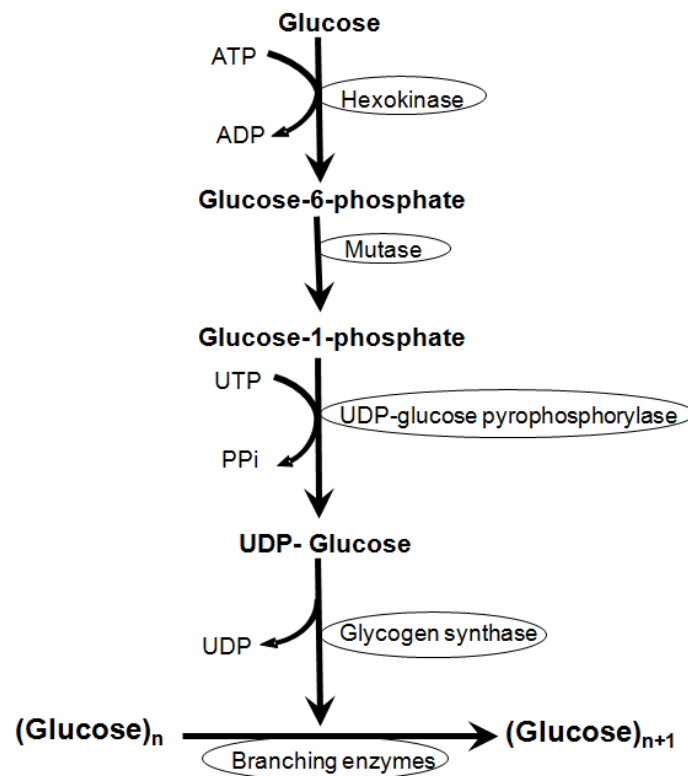 Glucose
ATP
Hexokinase
ADP
Glucose-6-phosphate
Mutase
Glucose-1-phosphate
UTP
UDP-glucose pyrophosphorylase
PPi
UDP- Glucose
Glycogen synthase
UDP
(Glucose)n (Glucose)n+1
Branching enzymes